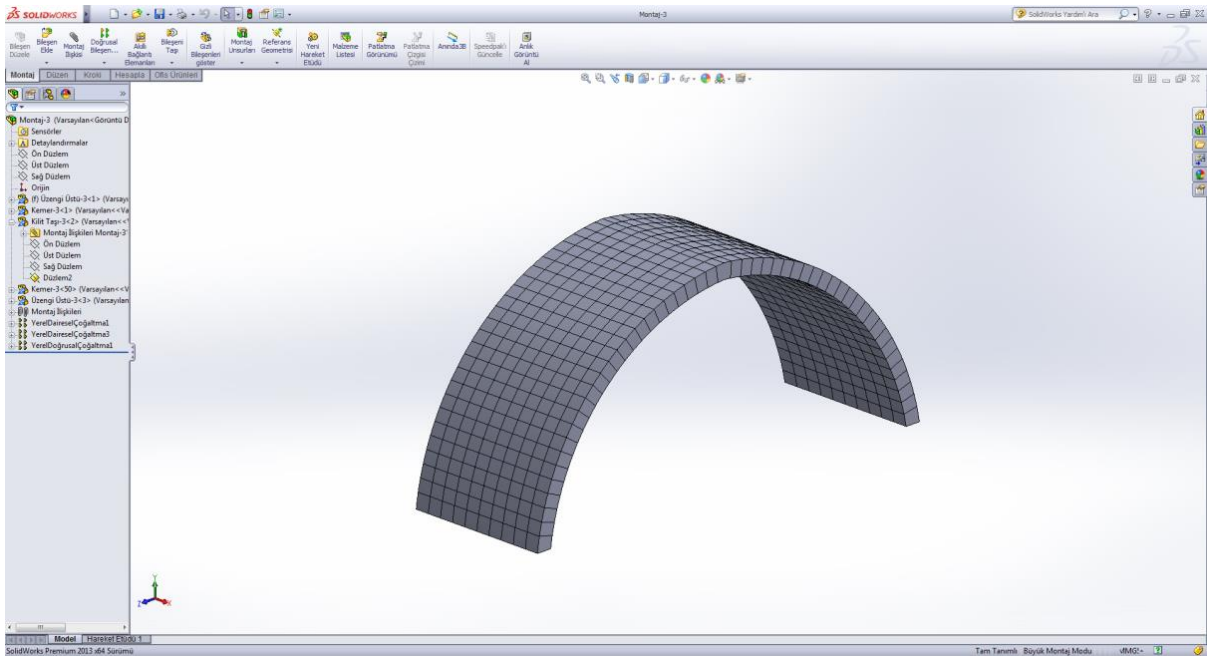 SOLIDWORKS
Montaj-3
SolidWorks Yardımı Ara
Bileşen Düzele
Bileşen Ekle
Montaj İlişkisi
Doğrusal Bileşen...
Akıllı Bağlantı Elemanları
Bileşeni Taşı
Gizli Bileşenleri göster
Montaj Unsurları
Referans Geometrisi
Yeni Hareket Etüdü
Malzeme Listesi
Patlatma Görünümü
Patlatma Çizgisi Çizimi
Anında3B
Speedpak'ı Güncelle
Anlık Görüntü Al
Montaj Düzen Kroki Hesapla Ofis Ürünleri
Montaj-3 (Varsayılan<Görüntü D
Sensörler
Detaylandırmalar
Ön Düzlem
Üst Düzlem
Sağ Düzlem
Orijin
(f) Üzengi Üstü-3<1> (Varsayı
Kemer-3<1> (Varsayılan<<Va
Kilit Taşı-3<2> (Varsayılan<<
Montaj İlişkileri Montaj-3
Ön Düzlem
Üst Düzlem
Sağ Düzlem
Düzlem2
Kemer-3<50> (Varsayılan<<V
Üzengi Üstü-3<3> (Varsayılan
Montaj İlişkileri
YerelDaireselÇoğaltma1
YerelDaireselÇoğaltma3
YerelDoğrusalÇoğaltma1
Y
Z
X
Model Hareket Etüdü 1
SolidWorks Premium 2013 x64 Sürümü
Tam Tanımlı Büyük Montaj Modu